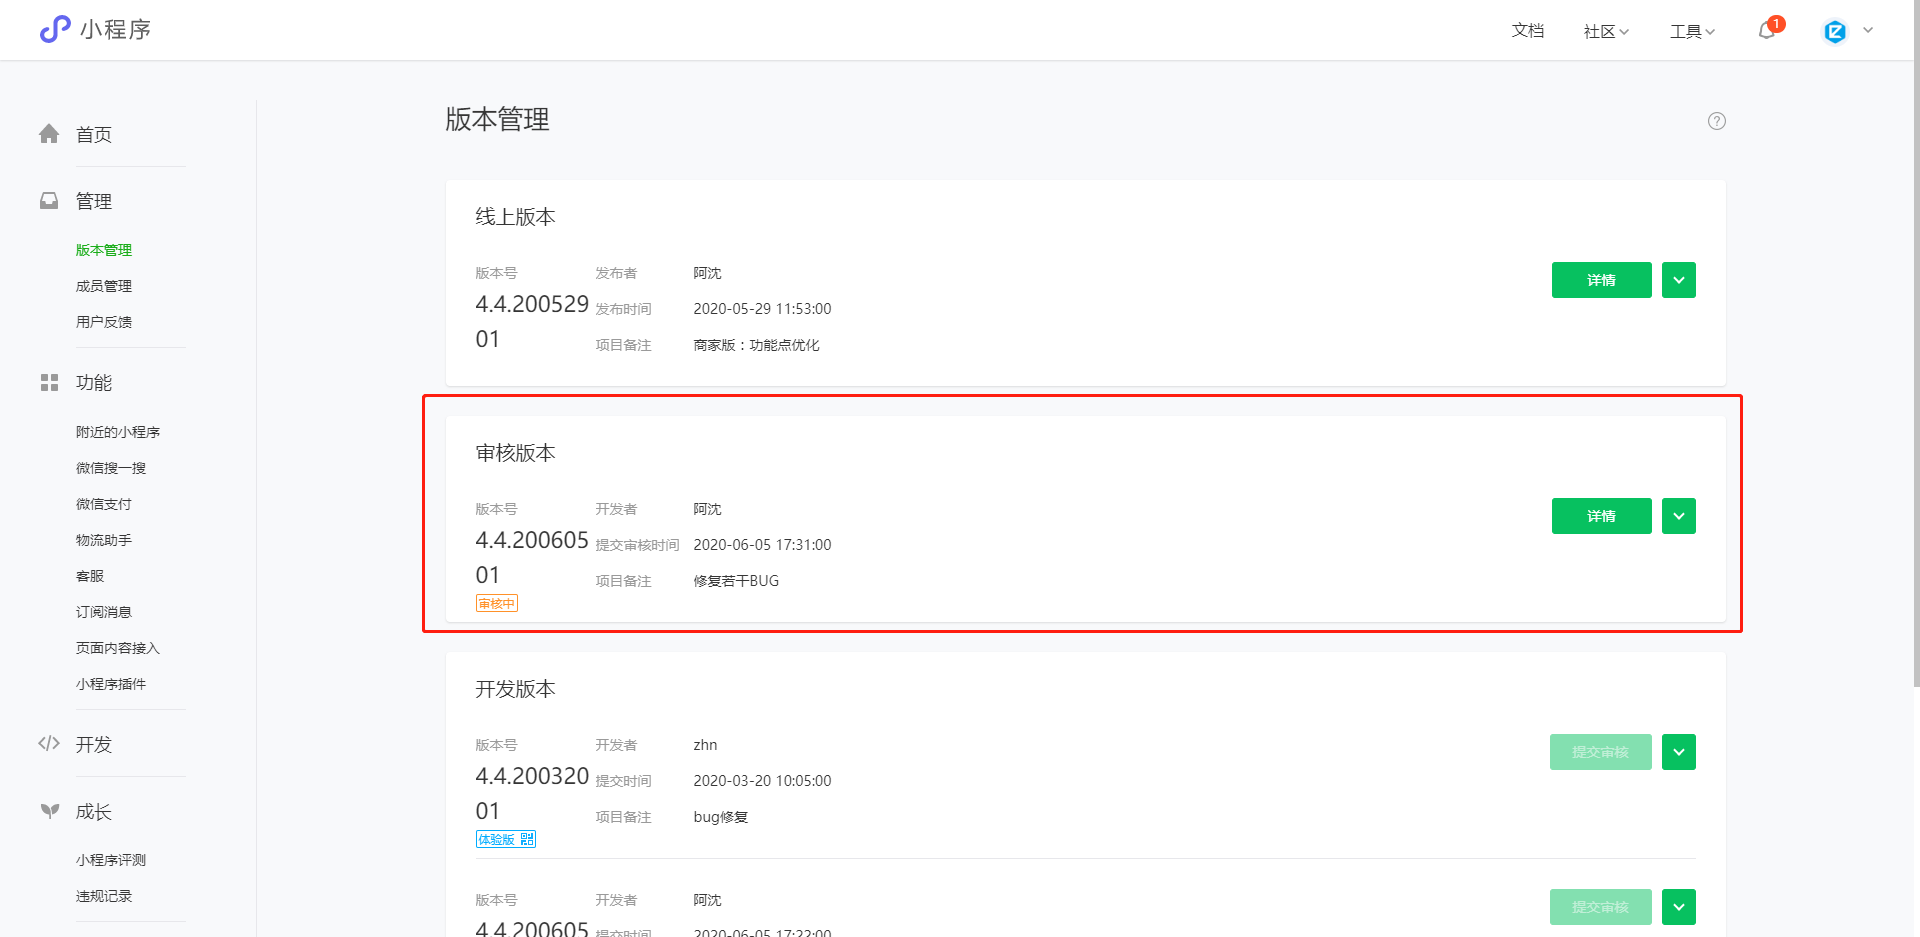 小程序
文档
社区
工具
1
首页
管理
版本管理
成员管理
用户反馈
功能
附近的小程序
微信搜一搜
微信支付
物流助手
客服
订阅消息
页面内容接入
小程序插件
开发
成长
小程序评测
违规记录
版本管理
?
线上版本
版本号
4.4.200529
01
发布者 阿沈
发布时间 2020-05-29 11:53:00
项目备注 商家版：功能点优化
详情
审核版本
版本号
4.4.200605
01
审核中
开发者 阿沈
提交审核时间 2020-06-05 17:31:00
项目备注 修复若干BUG
详情
开发版本
版本号
4.4.200320
01
体验版
开发者 zhn
提交时间 2020-03-20 10:05:00
项目备注 bug修复
提交审核
版本号
4.4.200605
开发者 阿沈
提交时间 2020-06-05 17:22:00
提交审核